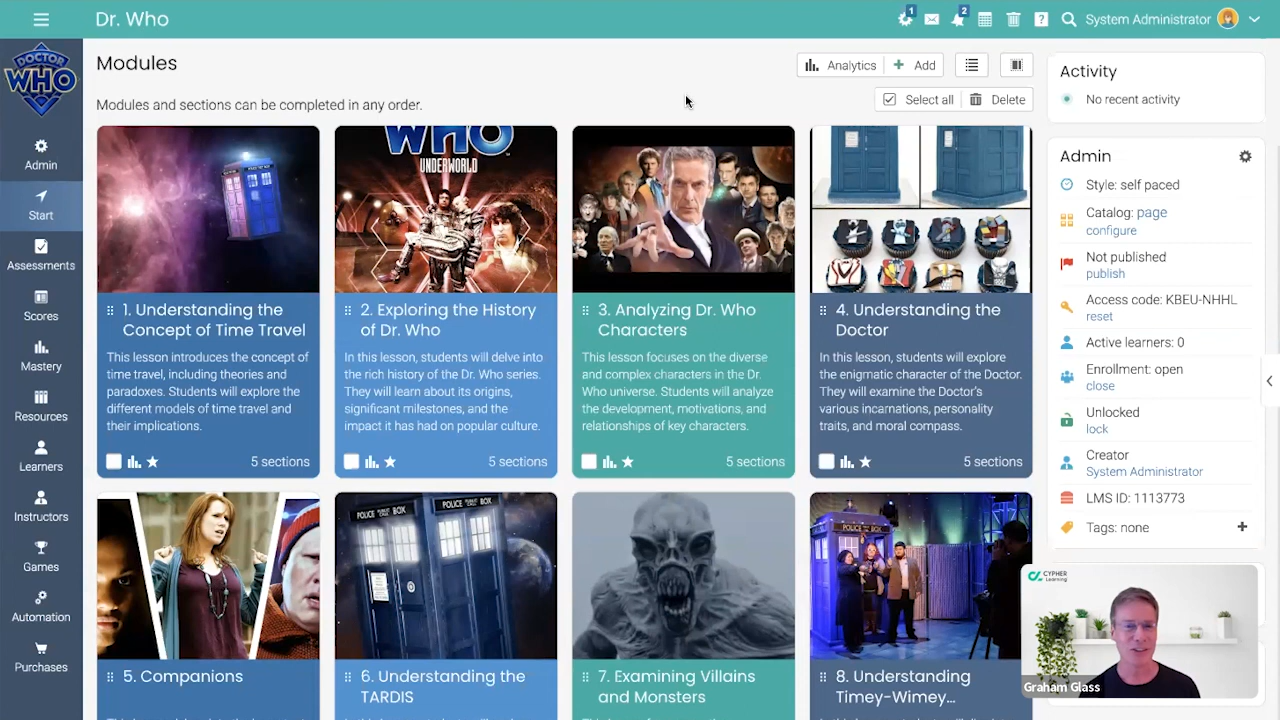 Dr. Who
1
2
System Administrator
DOCTOR
WHO
Admin
Start
Assessments
Scores
Mastery
Resources
Learners
Instructors
Games
Automation
Purchases
Modules
Analytics
Add
Modules and sections can be completed in any order.
Select all
Delete
WHO
UNDERWORLD
1. Understanding the
Concept of Time Travel
This lesson introduces the concept of
time travel, including theories and
paradoxes. Students will explore the
different models of time travel and
their implications.
5 sections
2. Exploring the History
of Dr. Who
In this lesson, students will delve into
the rich history of the Dr. Who series.
They will learn about its origins,
significant milestones, and the
impact it has had on popular culture.
5 sections
3. Analyzing Dr. Who
Characters
This lesson focuses on the diverse
and complex characters in the Dr.
Who universe. Students will analyze
the development, motivations, and
relationships of key characters.
5 sections
4. Understanding the
Doctor
In this lesson, students will explore
the enigmatic character of the Doctor.
They will examine the Doctor's
various incarnations, personality
traits, and moral compass.
5 sections
POLICE BOX
POLICE BOX
5. Companions
6. Understanding the
TARDIS
7. Examining Villains
and Monsters
8. Understanding
Timey-Wimey...
Activity
No recent activity
Admin
Style: self paced
Catalog: page
configure
Not published
publish
Access code: KBEU-NHHL
reset
Active learners: 0
Enrollment: open
close
Unlocked
lock
Creator
System Administrator
LMS ID: 1113773
Tags: none
CYPHER
Learning
Graham Glass